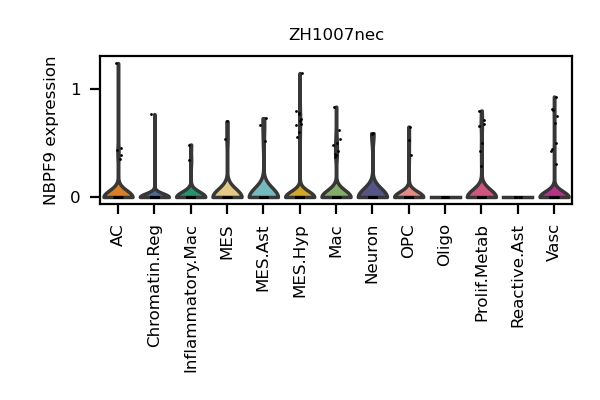 ZH1007nec
NBPF9 expression
1
0
AC
Chromatin.Reg
Inflammatory.Mac
MES
MES.Ast
MES.Hyp
Mac
Neuron
OPC
Oligo
Prolif.Metab
Reactive.Ast
Vasc